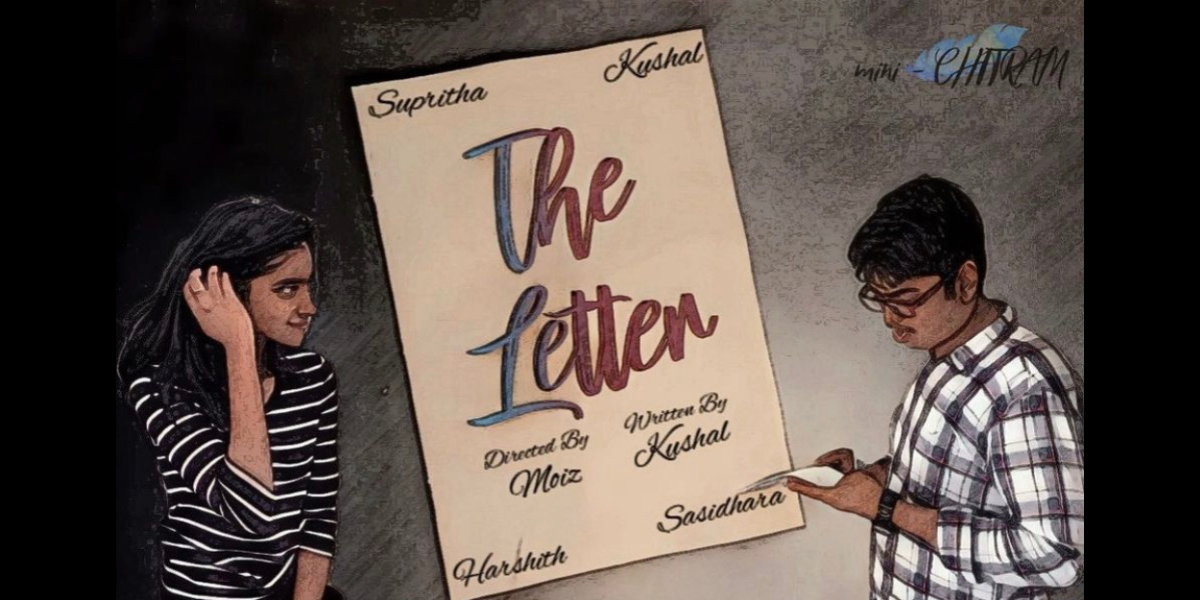 mini - CHITRAM
Supritha
Kushal
The
Letter
Directed By
Moiz
Written By
Kushal
Sasidhara
Harshith